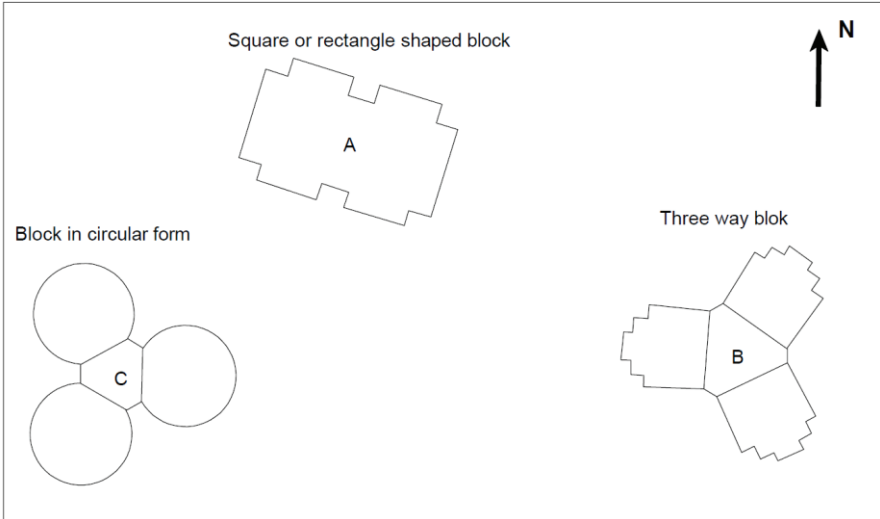 Square or rectangle shaped block
N
A
Three way blok
Block in circular form
B
C